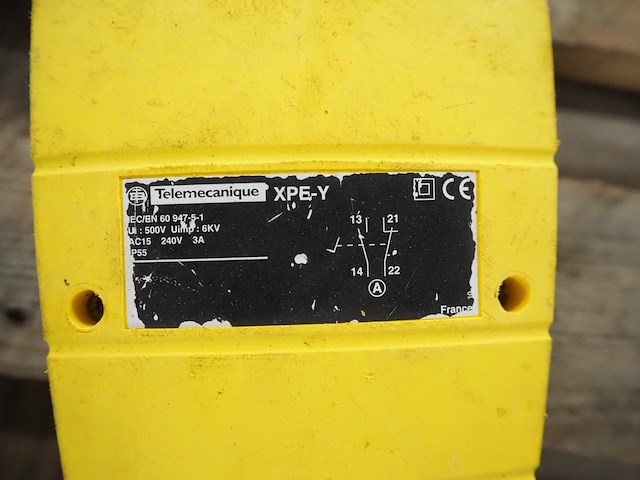 Telemecanique XPE-Y CE
IEC/EN 60 947-5-1
Ui : 500V Uimp : 6KV
AC15 240V 3A
IP55
13 21
14 22
A
France